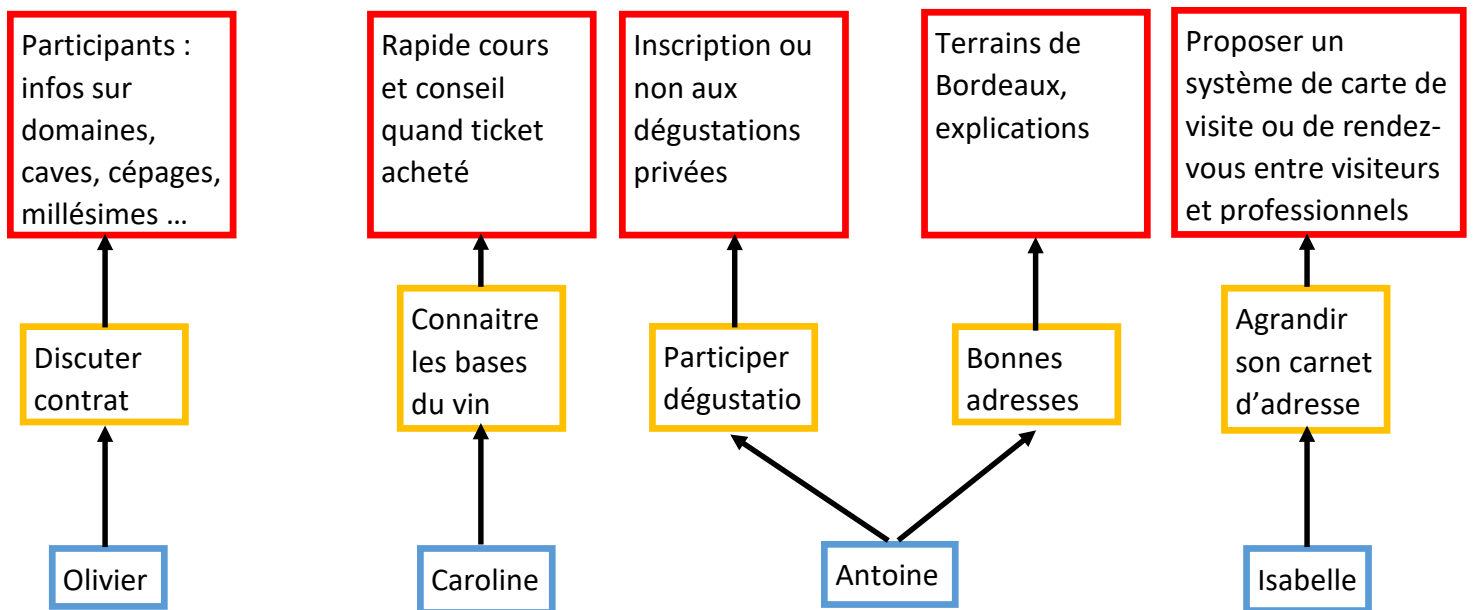 Participants :
infos sur
domaines,
caves, cépages,
millésimes ...
Rapide cours
et conseil
quand ticket
acheté
Inscription ou
non aux
dégustations
privées
Terrains de
Bordeaux,
explications
Proposer un
système de carte de
visite ou de rendez-
vous entre visiteurs
et professionnels
Discuter
contrat
Connaitre
les bases
du vin
Participer
dégustatio
Bonnes
adresses
Agrandir
son carnet
d’adresse
Olivier
Caroline
Antoine
Isabelle